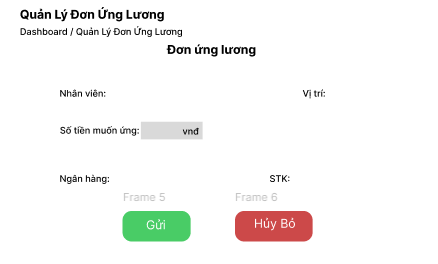 Quản Lý Đơn Ứng Lương
Dashboard / Quản Lý Đơn Ứng Lương
Đơn ứng lương
Nhân viên: Vị trí:
Số tiền muốn ứng: vnđ
Ngân hàng: STK:
Frame 5 Frame 6
Gửi Hủy Bỏ